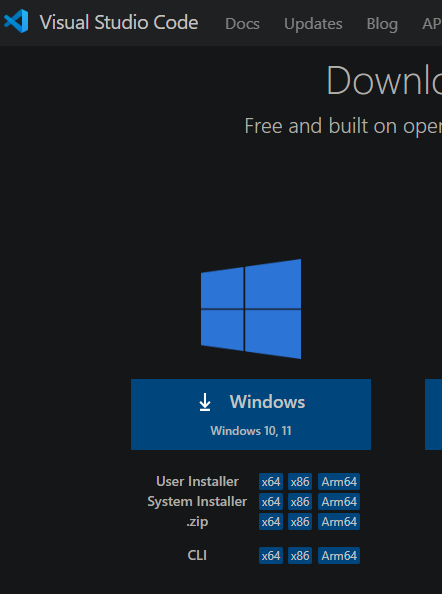 Visual Studio Code Docs Updates Blog AP
Downlo
Free and built on oper
Windows
Windows 10, 11
User Installer x64 x86 Arm64
System Installer x64 x86 Arm64
.zip x64 x86 Arm64
CLI x64 x86 Arm64